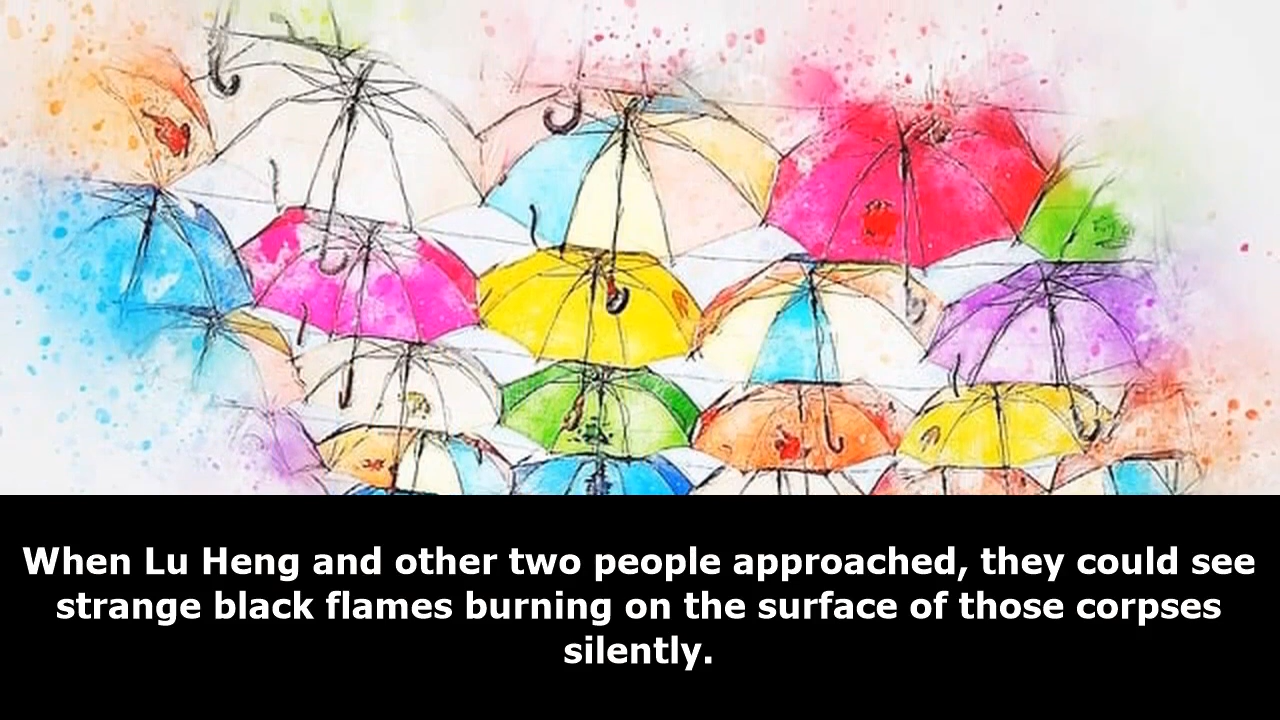 When Lu Heng and other two people approached, they could see
strange black flames burning on the surface of those corpses
silently.